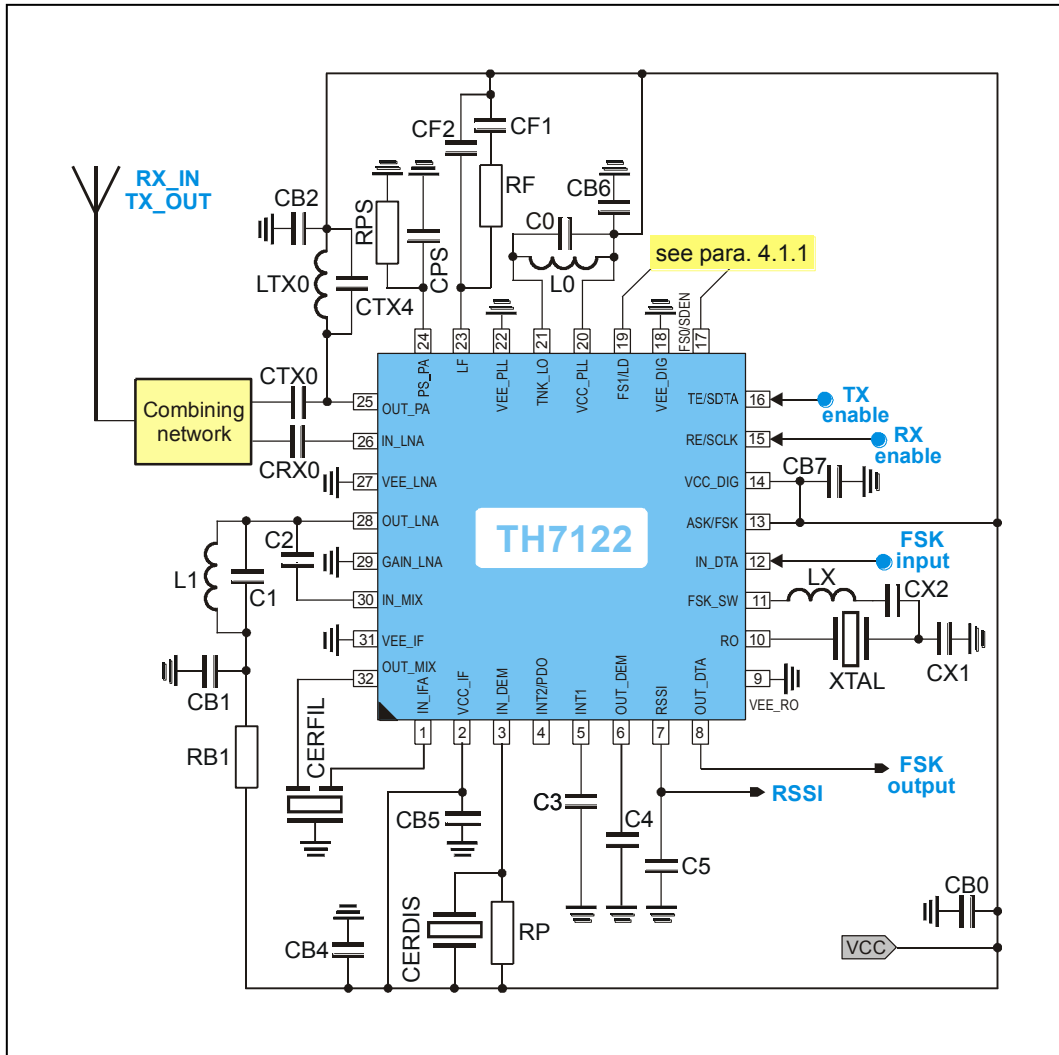 CF2
CF1
RX_IN
TX_OUT
CB2
RPS
CPS
RF
CB6
C0
L0
see para. 4.1.1
LTX0
CTX4
24
23
22
21
20
19
18
17
PS_PA
LF
VEE_PLL
TNK_LO
VCC_PLL
FS1/LD
VEE_DIG
FS0/SDEN
Combining
network
CTX0
CRX0
25
OUT_PA
26
IN_LNA
27
VEE_LNA
28
OUT_LNA
29
GAIN_LNA
30
IN_MIX
31
VEE_IF
32
OUT_MIX
TH7122
TE/SDTA
16
TX
enable
RE/SCLK
15
RX
enable
VCC_DIG
14
CB7
ASK/FSK
13
IN_DTA
12
FSK
input
FSK_SW
11
LX
CX2
RO
10
XTAL
CX1
9
VEE_RO
L1
C1
C2
CB1
RB1
IN_IFA
VCC_IF
IN_DEM
INT2/PDO
INT1
OUT_DEM
RSSI
OUT_DTA
1
2
3
4
5
6
7
8
CERFIL
CB5
C3
C4
C5
RSSI
FSK
output
CB4
CERDIS
RP
CB0
VCC